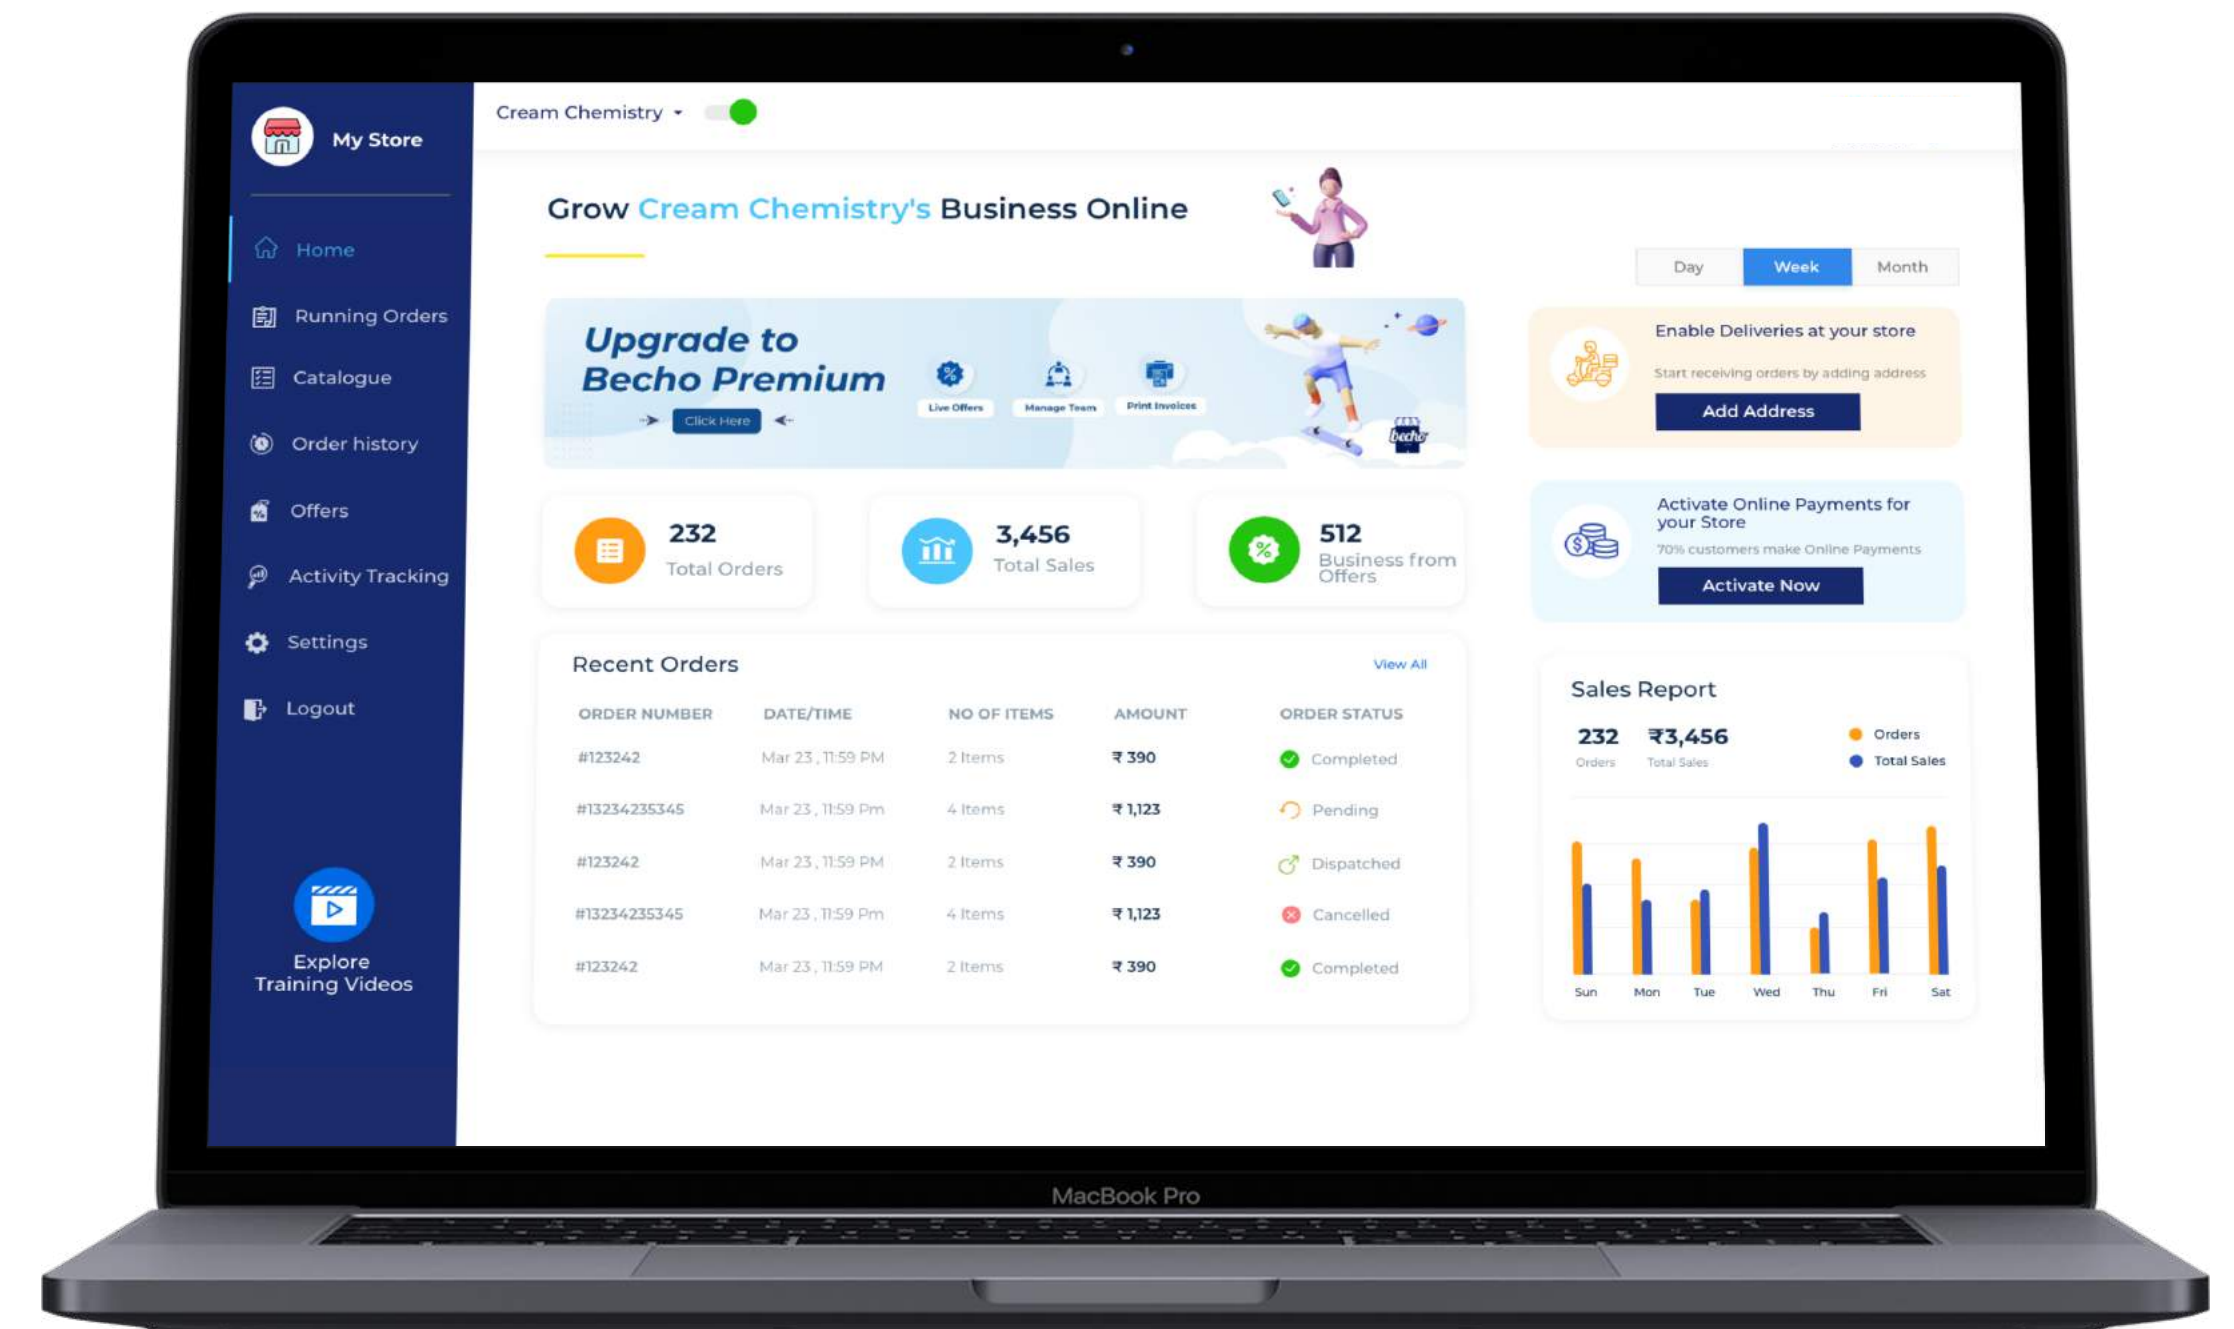 My Store
Home
Running Orders
Catalogue
Order history
Offers
Activity Tracking
Settings
Logout
Explore
Training Videos
Cream Chemistry
Grow Cream Chemistry's Business Online
Upgrade to
Becho Premium
Click Here
Live Offers
Manage Team
Print Invoices
becho
Day Week Month
Enable Deliveries at your store
Start receiving orders by adding address
Add Address
Activate Online Payments for
your Store
70% customers make Online Payments
Activate Now
232
Total Orders
3,456
Total Sales
512
Business from
Offers
Recent Orders View All
ORDER NUMBER DATE/TIME NO OF ITEMS AMOUNT ORDER STATUS
#123242 Mar 23 , 11:59 PM 2 Items ₹ 390 Completed
#13234235345 Mar 23 , 11:59 Pm 4 Items ₹ 1,123 Pending
#123242 Mar 23 , 11:59 PM 2 Items ₹ 390 Dispatched
#13234235345 Mar 23 , 11:59 Pm 4 Items ₹ 1,123 Cancelled
#123242 Mar 23 , 11:59 PM 2 Items ₹ 390 Completed
Sales Report
232 ₹3,456
Orders Total Sales
Orders
Total Sales
Sun Mon Tue Wed Thu Fri Sat
MacBook Pro